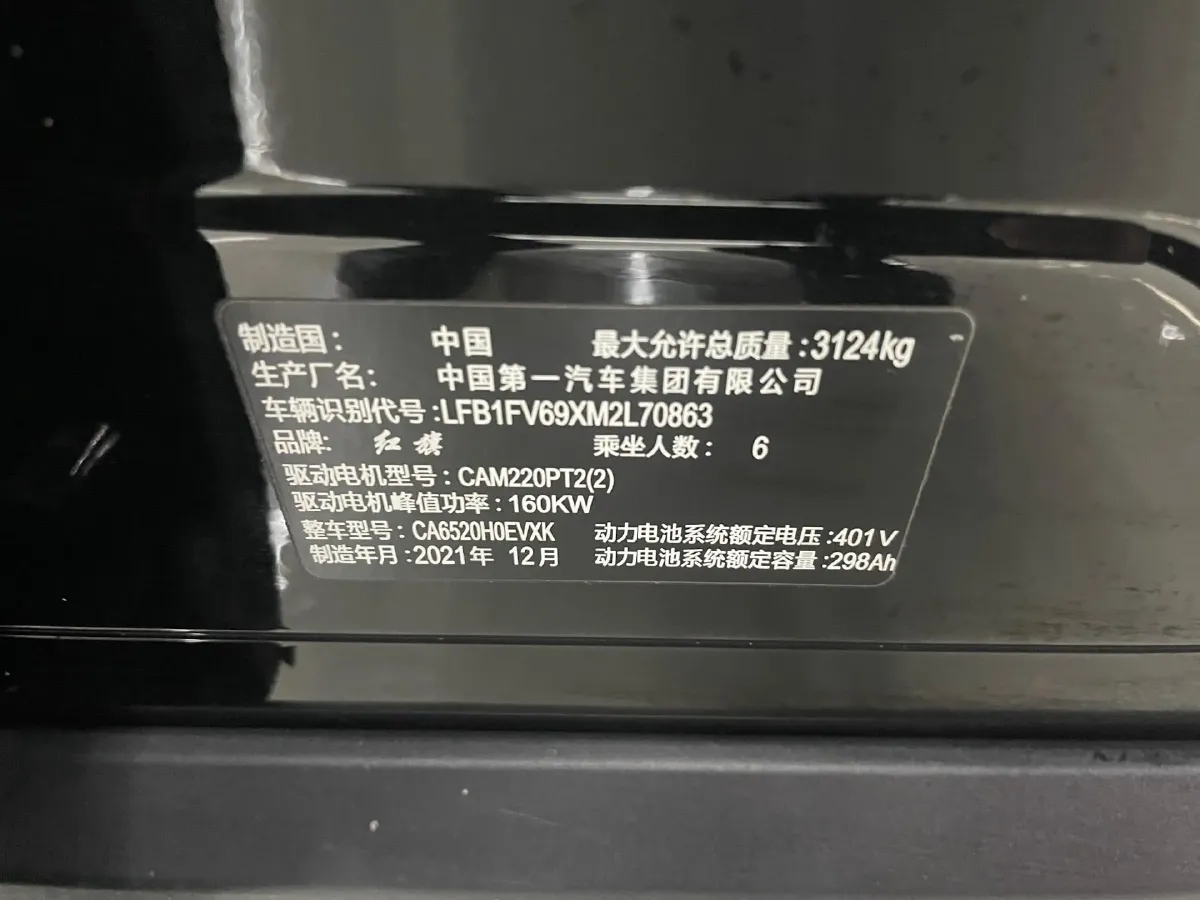 制造国： 中国 最大允许总质量：3124kg
生产厂名： 中国第一汽车集团有限公司
车辆识别代号：LFB1FV69XM2L70863
品牌： 红旗 乘坐人数： 6
驱动电机型号：CAM220PT2(2)
驱动电机峰值功率：160KW
整车型号：CA6520H0EVXK 动力电池系统额定电压：401V
制造年月：2021年 12月 动力电池系统额定容量：298Ah